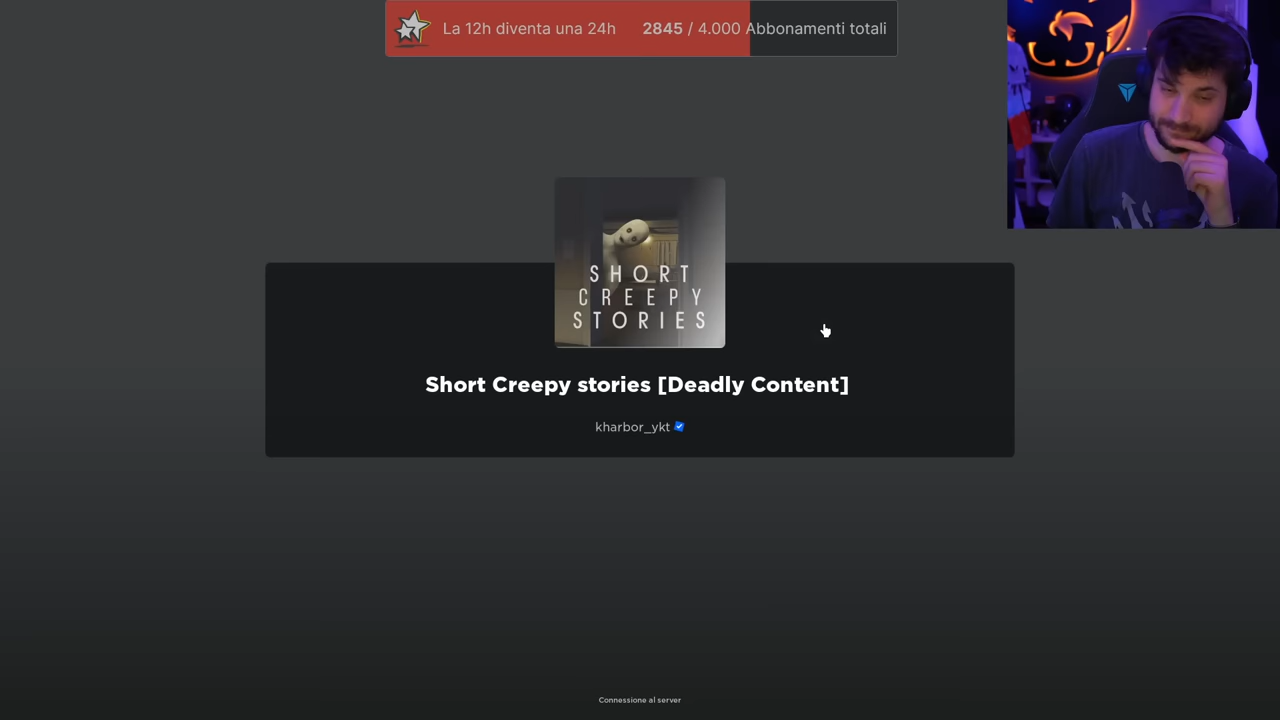 La 12h diventa una 24h 2845 / 4.000 Abbonamenti totali
SHORT
CREEPY
STORIES
Short Creepy stories [Deadly Content]
kharbor_ykt
Connessione al server